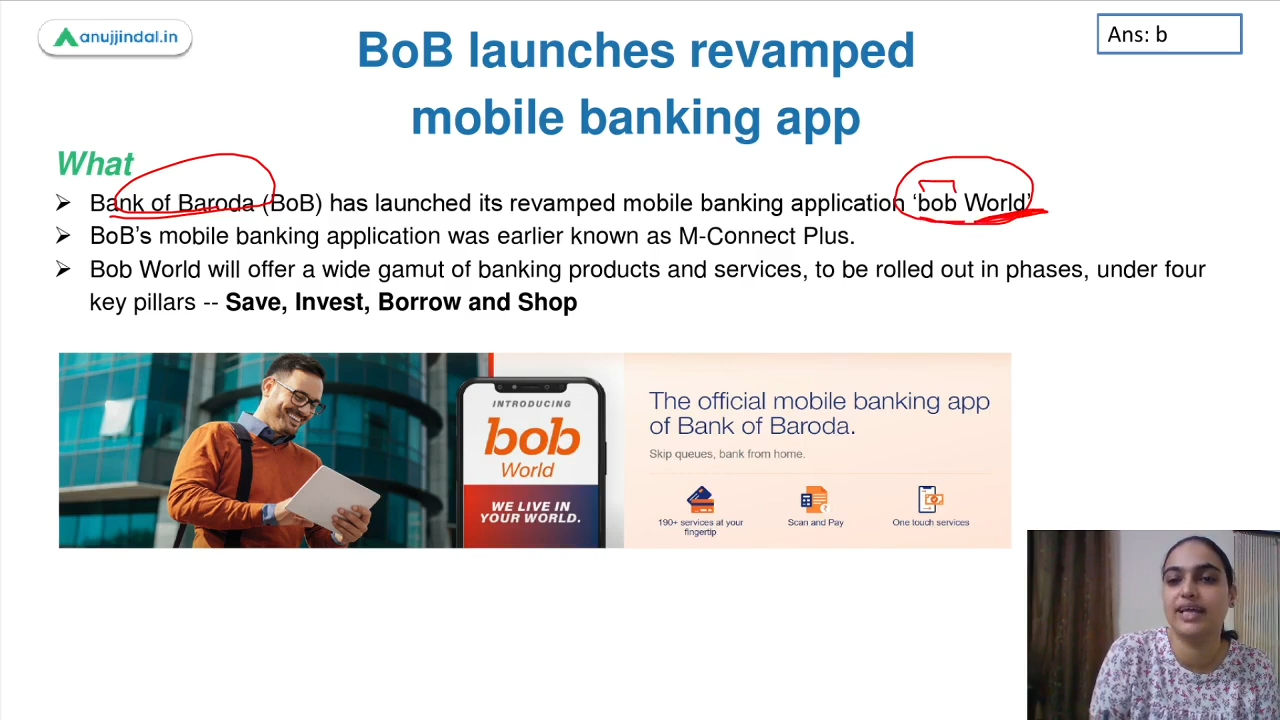 anujjindal.in
Ans: b
BoB launches revamped
mobile banking app
What
➢ Bank of Baroda (BoB) has launched its revamped mobile banking application ‘bob World’
➢ BoB’s mobile banking application was earlier known as M-Connect Plus.
➢ Bob World will offer a wide gamut of banking products and services, to be rolled out in phases, under four
key pillars -- Save, Invest, Borrow and Shop
INTRODUCING
bob
World
WE LIVE IN
YOUR WORLD.
The official mobile banking app
of Bank of Baroda.
Skip queues, bank from home.
190+ services at your
fingertip
Scan and Pay
One touch services